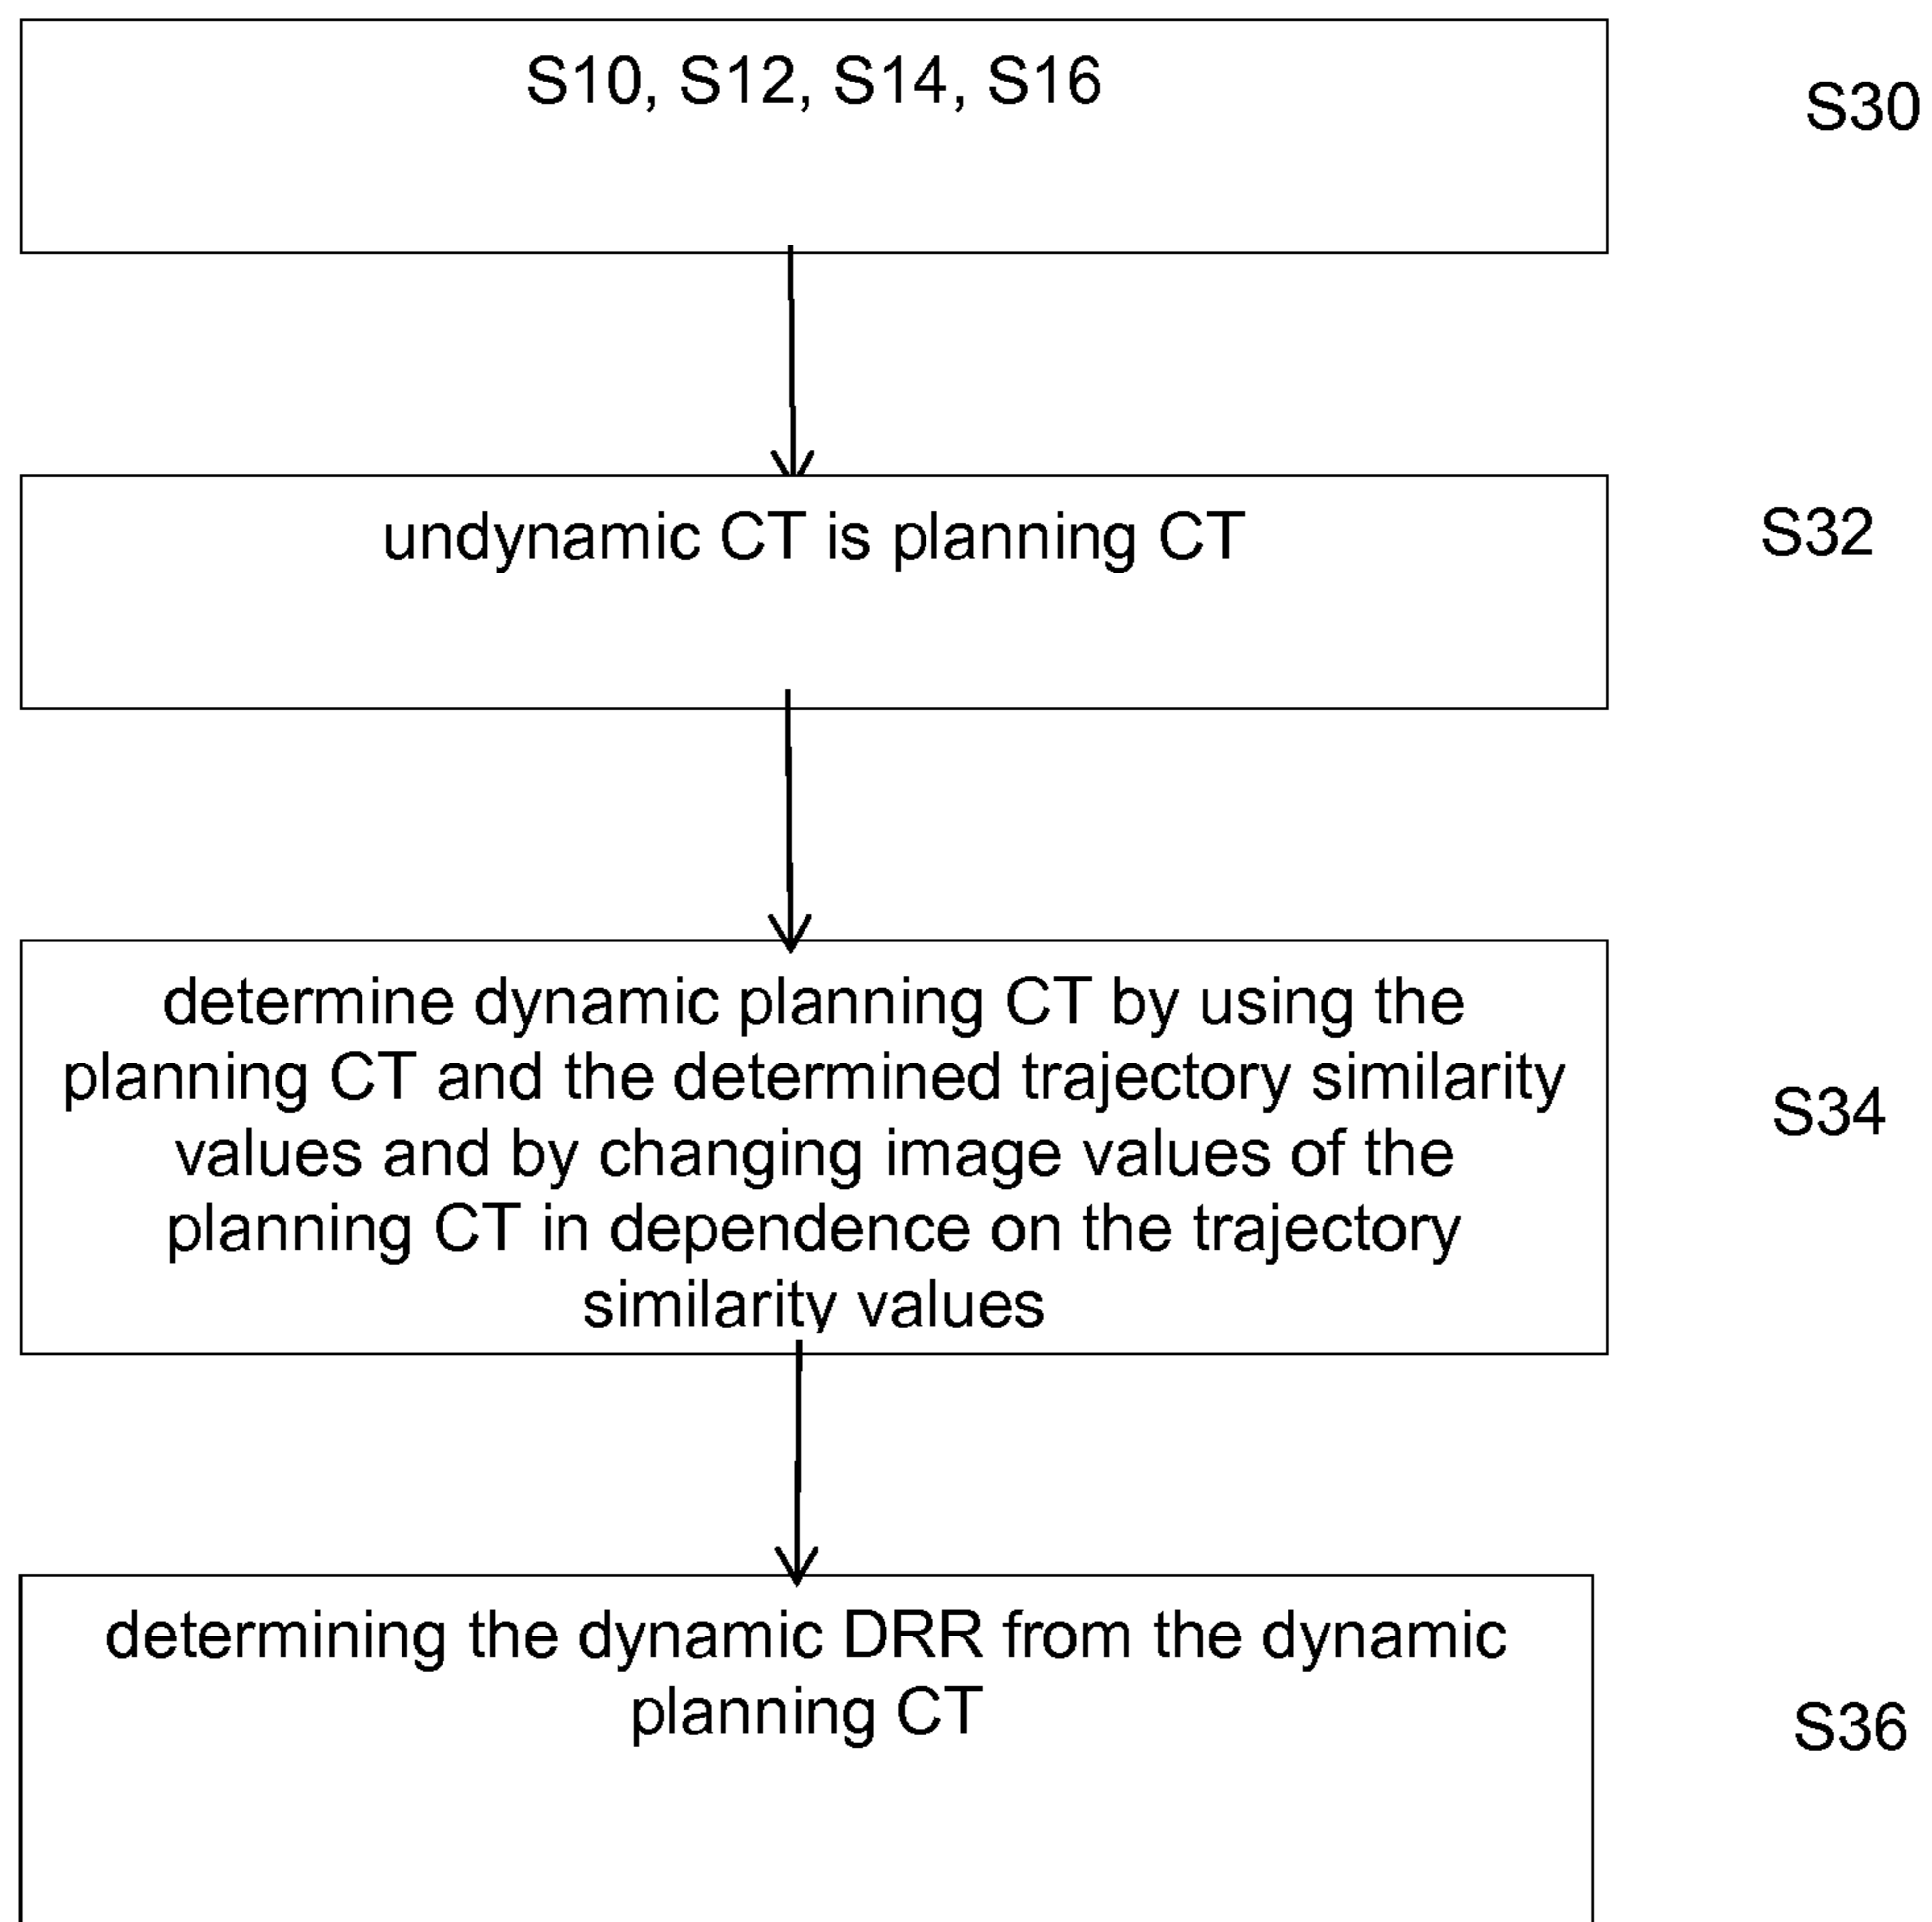 S10, S12, S14, S16
S30
undynamic CT is planning CT
S32
determine dynamic planning CT by using the
planning CT and the determined trajectory similarity
values and by changing image values of the
planning CT in dependence on the trajectory
similarity values
S34
determining the dynamic DRR from the dynamic
planning CT
S36